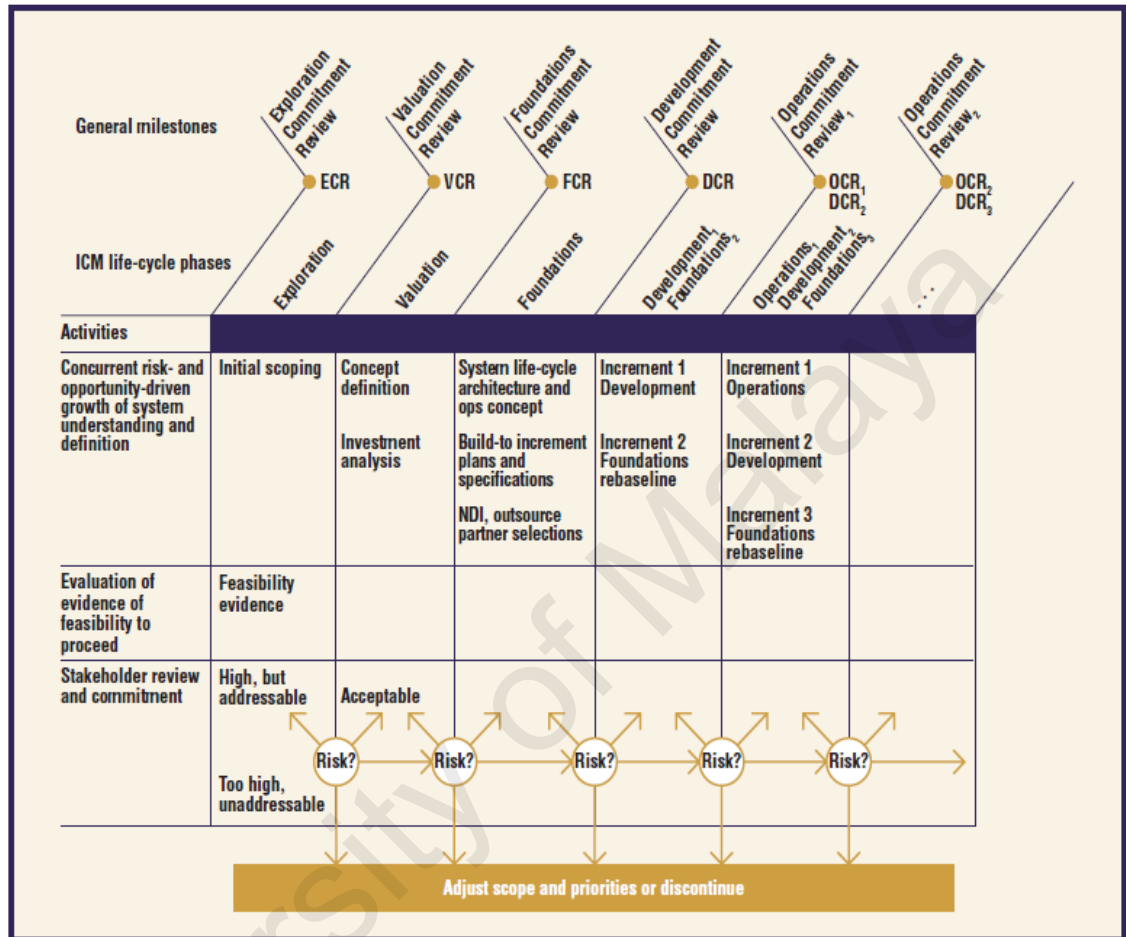 General milestones
Exploration
Commitment
Review
Valuation
Commitment
Review
Foundations
Commitment
Review
Development
Commitment
Review
Operations
Commitment
Review₁
Operations
Commitment
Review₂
ECR
VCR
FCR
DCR
OCR₁
DCR₂
OCR₂
DCR₃
ICM life-cycle phases
Exploration
Valuation
Foundations
Development₁
Foundations₂
Operations₁
Development₂
Foundations₃
...
Activities
Concurrent risk- and
opportunity-driven
growth of system
understanding and
definition
Initial scoping
Concept
definition
Investment
analysis
System life-cycle
architecture and
ops concept
Build-to increment
plans and
specifications
NDI, outsource
partner selections
Increment 1
Development
Increment 2
Foundations
rebaseline
Increment 1
Operations
Increment 2
Development
Increment 3
Foundations
rebaseline
Evaluation of
evidence of
feasibility to
proceed
Feasibility
evidence
Stakeholder review
and commitment
High, but
addressable
Acceptable
Risk?
Risk?
Risk?
Risk?
Risk?
Too high,
unaddressable
Adjust scope and priorities or discontinue
rsity of Malaya